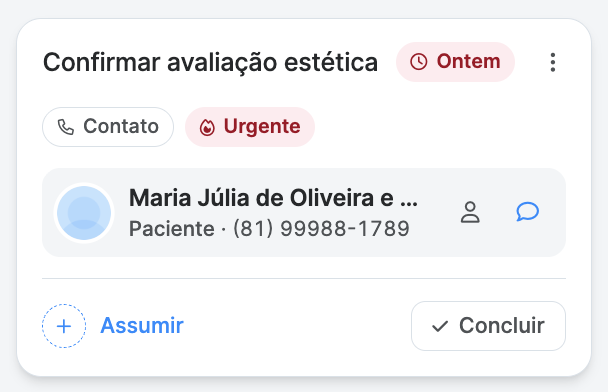 Confirmar avaliação estética
Ontem
Contato
Urgente
Maria Júlia de Oliveira e ...
Paciente · (81) 99988-1789
Assumir
Concluir